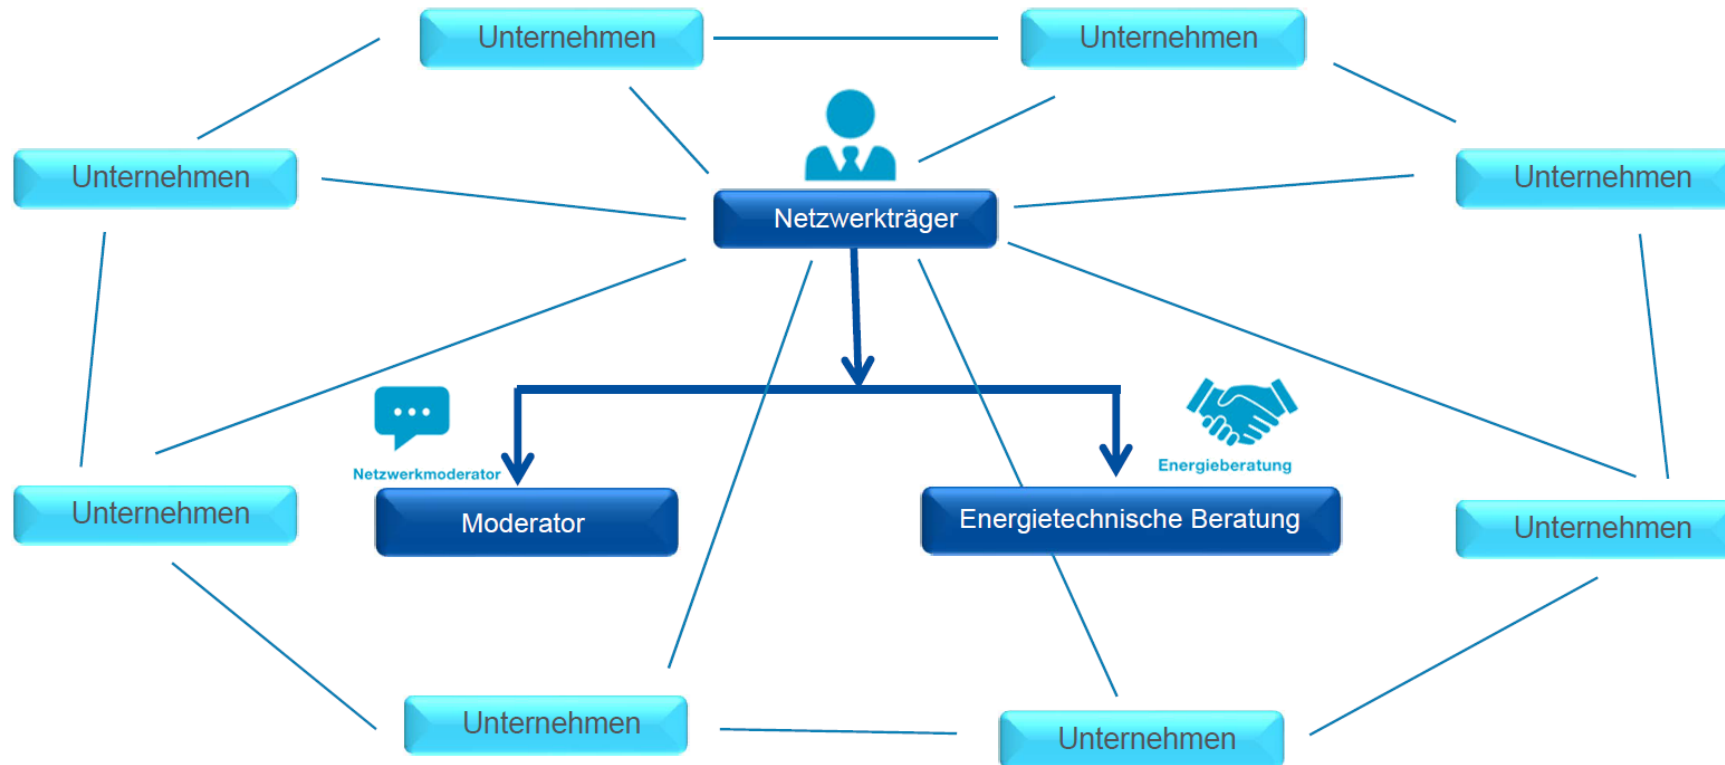 Unternehmen
Unternehmen
Unternehmen
Unternehmen
Netzwerkträger
Netzwerkmoderator
Energieberatung
Unternehmen
Moderator
Energietechnische Beratung
Unternehmen
Unternehmen
Unternehmen